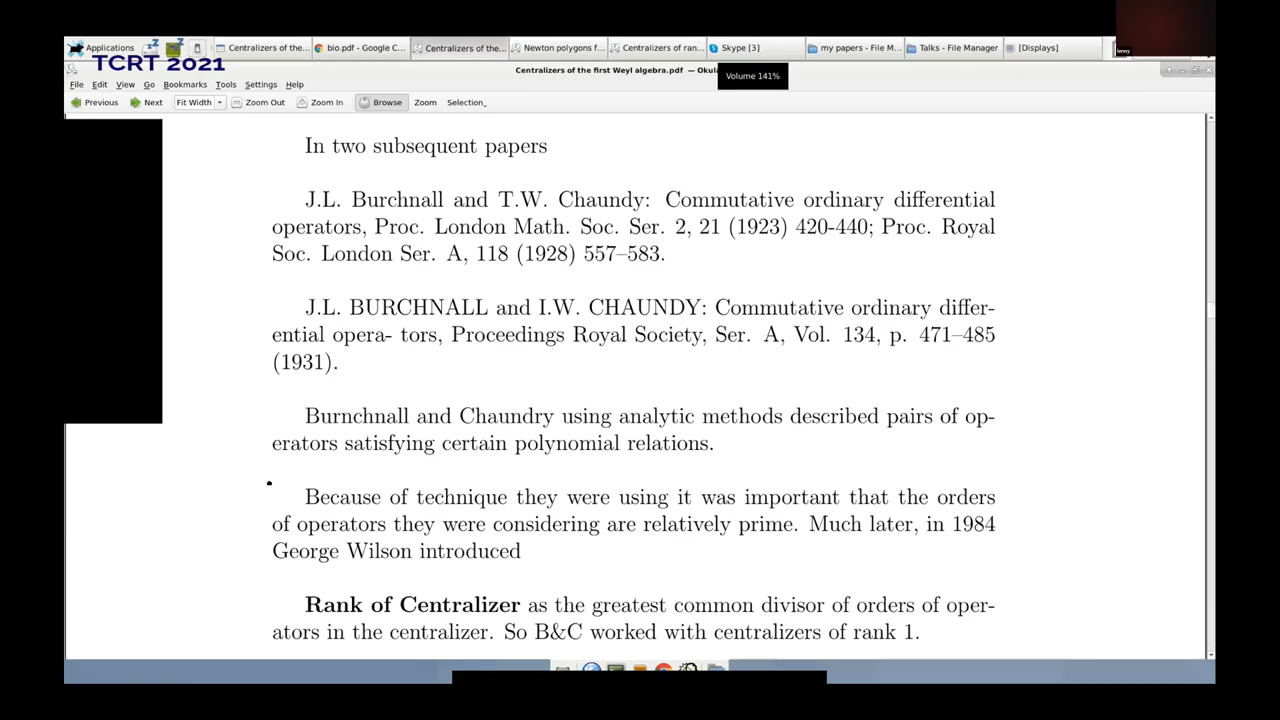 Applications
Centralizers of the...
bio.pdf - Google C...
Centralizers of the...
Newton polygons f...
Centralizers of ran...
Skype [3]
my papers - File M...
Talks - File Manager
[Displays]
lenny
TCRT 2021
Centralizers of the first Weyl algebra.pdf — Okula
Volume 141%
File Edit View Go Bookmarks Tools Settings Help
Previous Next Fit Width Zoom Out Zoom In Browse Zoom Selection
In two subsequent papers
J.L. Burchnall and T.W. Chaundy: Commutative ordinary differential
operators, Proc. London Math. Soc. Ser. 2, 21 (1923) 420-440; Proc. Royal
Soc. London Ser. A, 118 (1928) 557–583.
J.L. BURCHNALL and I.W. CHAUNDY: Commutative ordinary differ-
ential opera- tors, Proceedings Royal Society, Ser. A, Vol. 134, p. 471–485
(1931).
Burnchnall and Chaundry using analytic methods described pairs of op-
erators satisfying certain polynomial relations.
Because of technique they were using it was important that the orders
of operators they were considering are relatively prime. Much later, in 1984
George Wilson introduced
Rank of Centralizer as the greatest common divisor of orders of oper-
ators in the centralizer. So B&C worked with centralizers of rank 1.